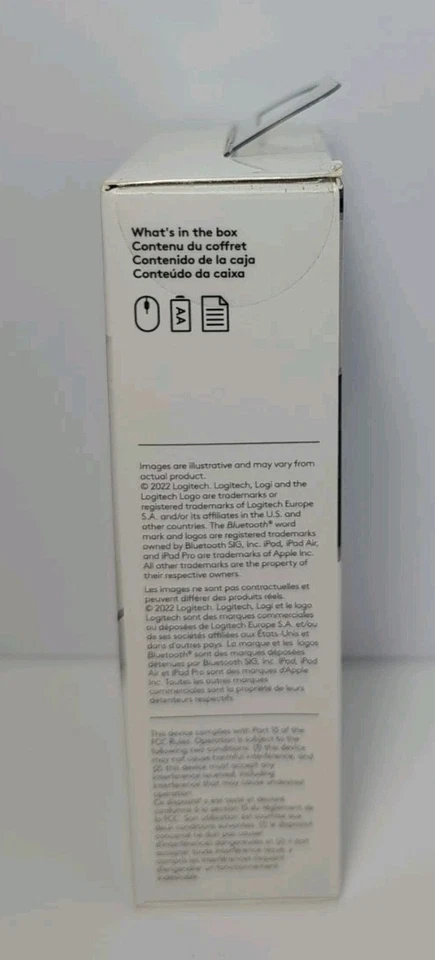 What's in the box
Contenu du coffret
Contenido de la caja
Conteúdo da caixa
AA
Images are illustrative and may vary from
actual product.
© 2022 Logitech. Logitech, Logi and the
Logitech Logo are trademarks or
registered trademarks of Logitech Europe
S.A. and/or its affiliates in the U.S. and
other countries. The Bluetooth® word
mark and logos are registered trademarks
owned by Bluetooth SIG, Inc. iPad, iPad Air,
and iPad Pro are trademarks of Apple Inc.
All other trademarks are the property of
their respective owners.
Les images ne sont pas contractuelles et
peuvent différer des produits réels.
© 2022 Logitech. Logitech, Logi et le logo
Logitech sont des marques commerciales
ou déposées de Logitech Europe S.A. et/ou
de ses sociétés affiliées aux États-Unis et
dans d'autres pays. La marque et les logos
Bluetooth® sont des marques déposées
détenues par Bluetooth SIG, Inc. iPad, iPad
Air et iPad Pro sont des marques d'Apple
Inc. Toutes les autres marques
commerciales sont la propriété de leurs
détenteurs respectifs.
This device complies with Part 15 of the
FCC Rules. Operation is subject to the
following two conditions: (1) this device
may not cause harmful interference, and
(2) this device must accept any
interference received, including
interference that may cause undesired
operation.